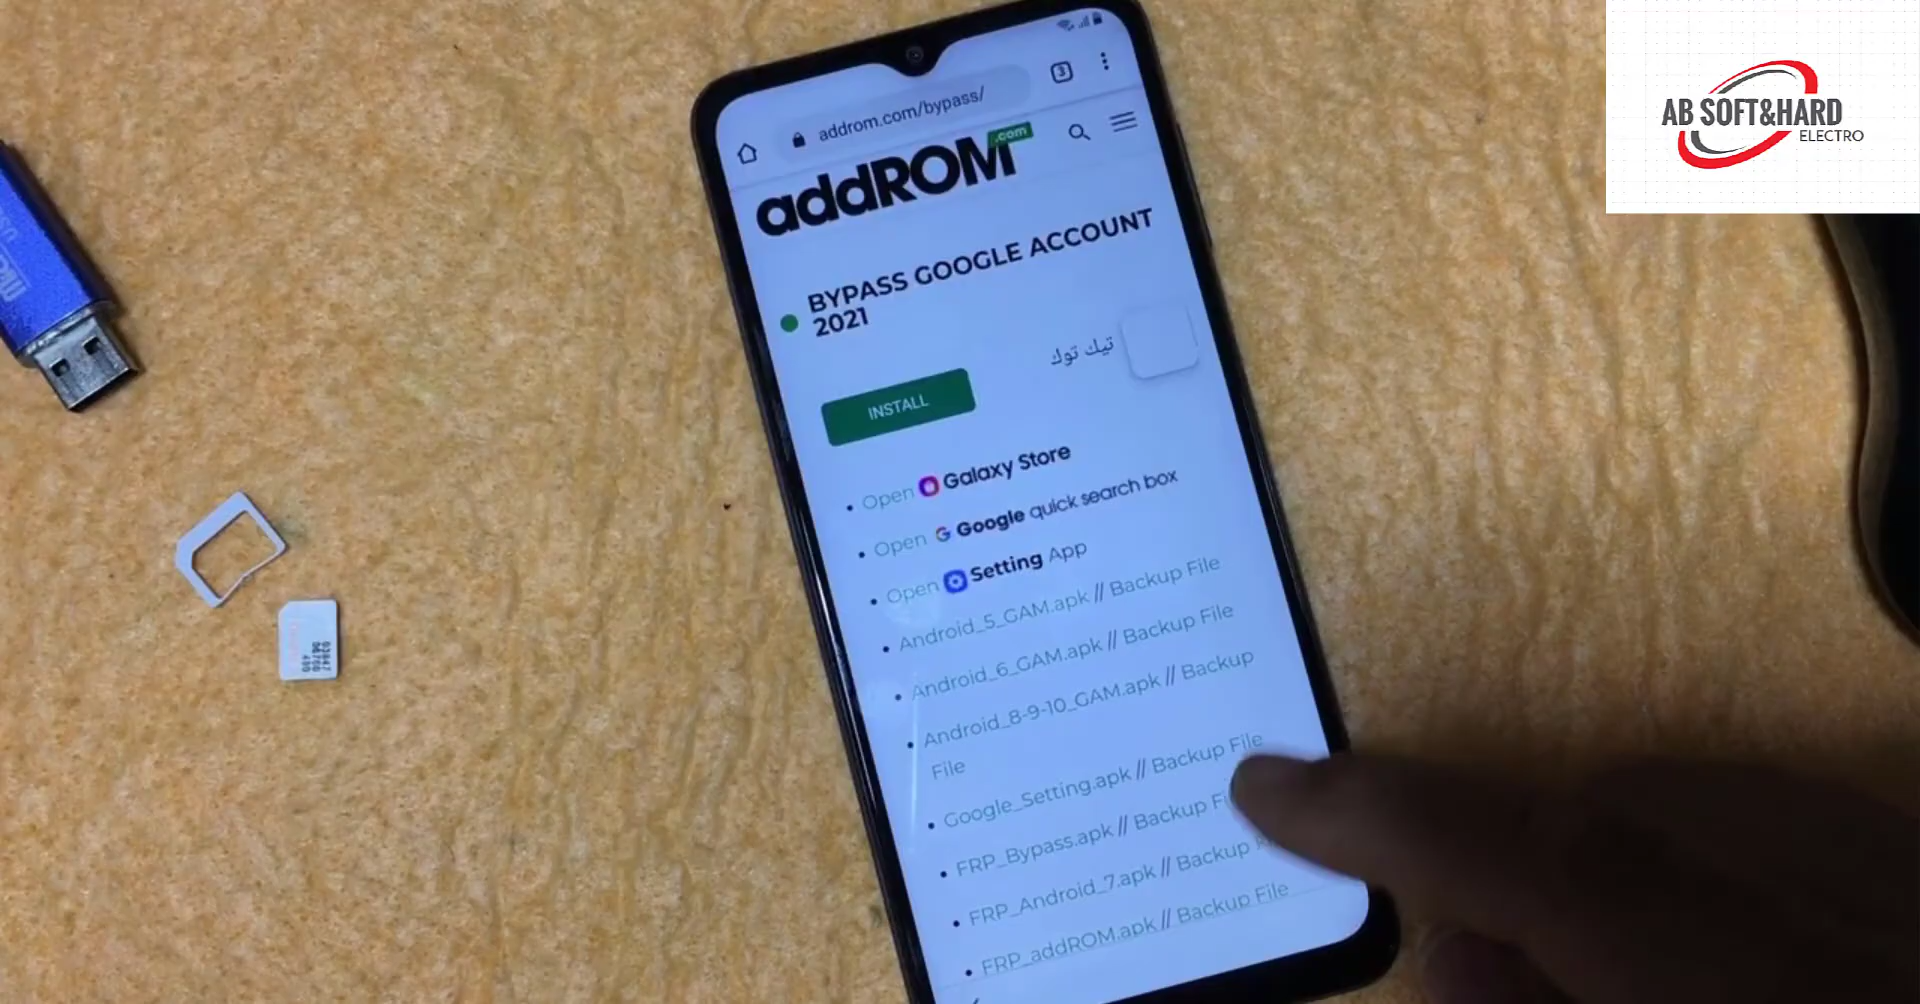 AB SOFT&HARD
ELECTRO
3
addrom.com/bypass/
addROM
.com
BYPASS GOOGLE ACCOUNT
2021
تيك توك
INSTALL
Open Galaxy Store
Open Google quick search box
Open Setting App
Android_5_GAM.apk // Backup File
Android_6_GAM.apk // Backup File
Android_8-9-10_GAM.apk // Backup
File
Google_Setting.apk // Backup File
FRP_Bypass.apk // Backup
FRP_Android_7.apk // Backup
FRP_addROM.apk // Backup File